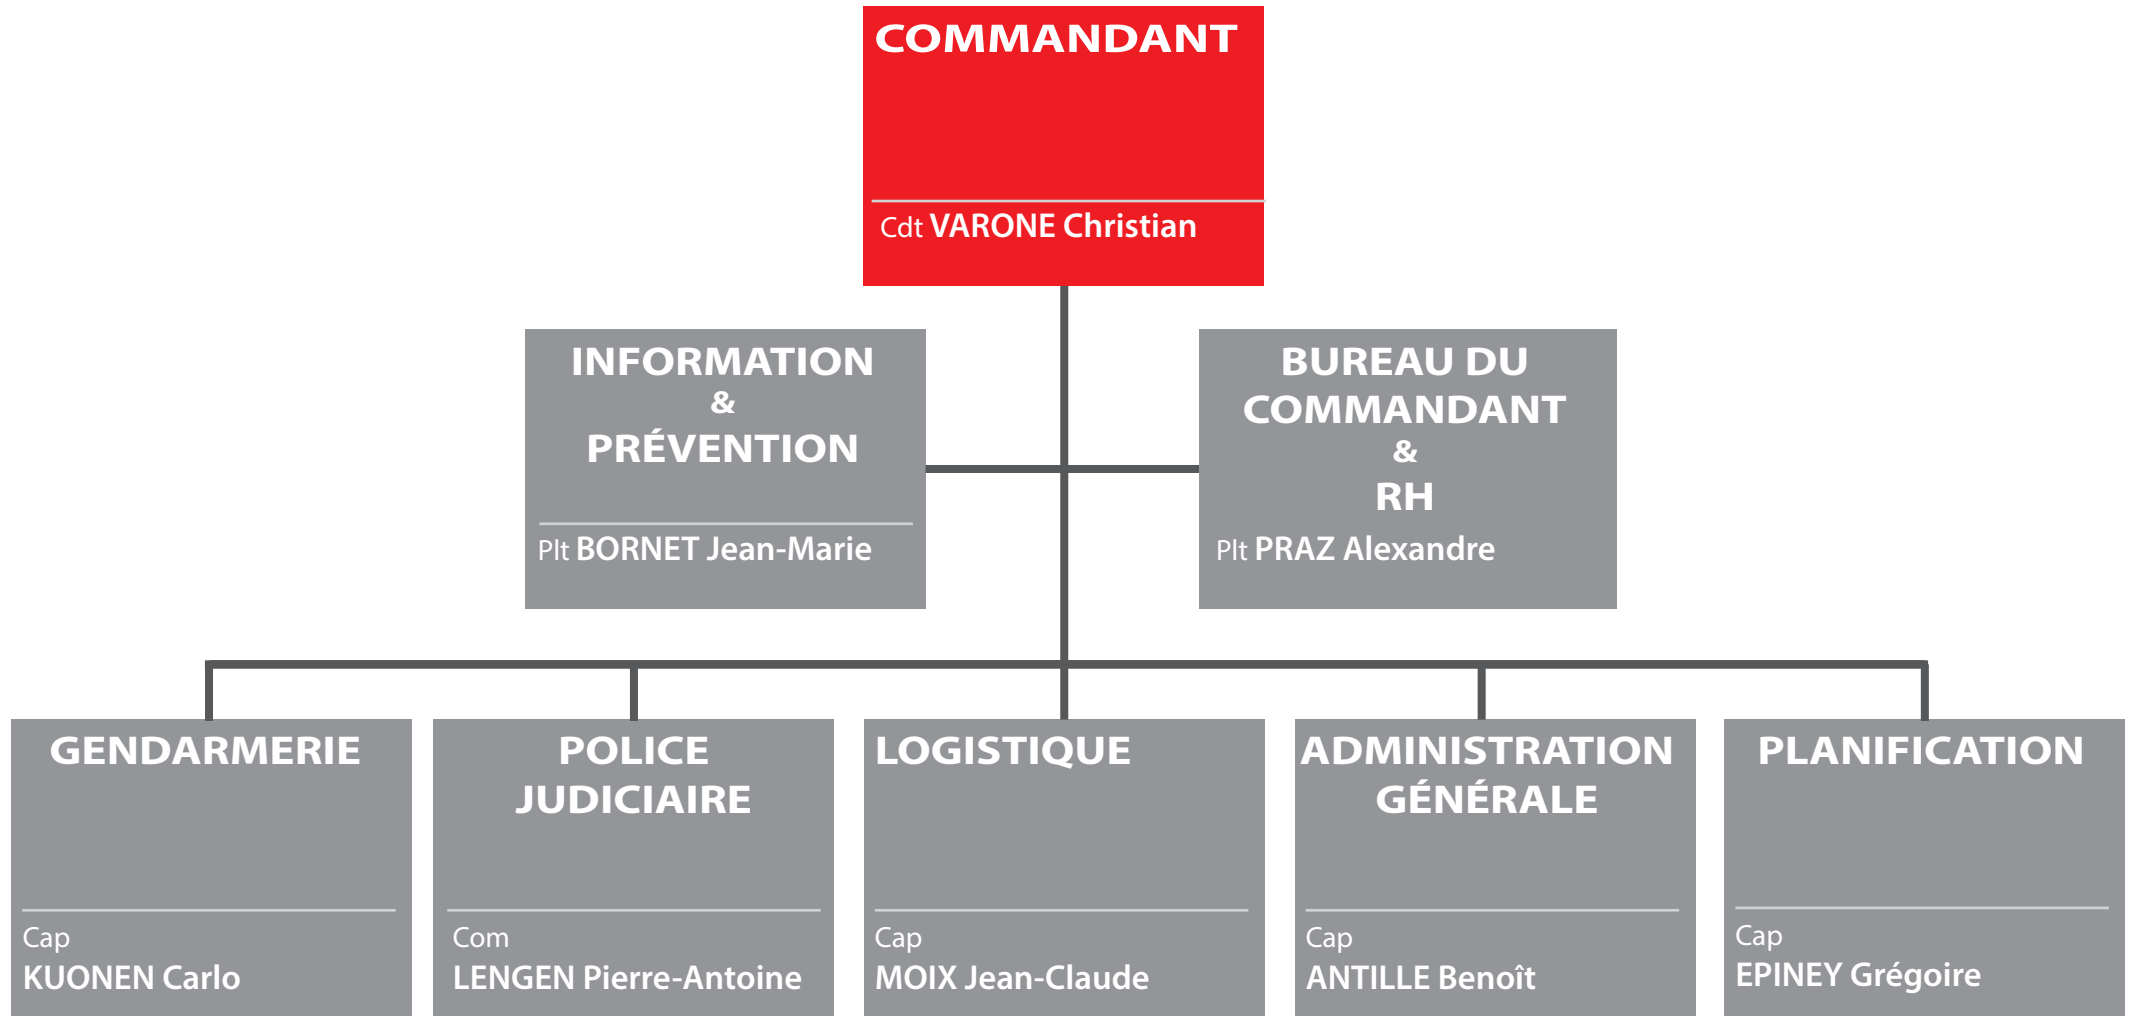 COMMANDANT
Cdt VARONE Christian
INFORMATION
&
PRÉVENTION
Plt BORNET Jean-Marie
BUREAU DU
COMMANDANT
&
RH
Plt PRAZ Alexandre
GENDARMERIE
Cap
KUONEN Carlo
POLICE
JUDICIAIRE
Com
LENGEN Pierre-Antoine
LOGISTIQUE
Cap
MOIX Jean-Claude
ADMINISTRATION
GÉNÉRALE
Cap
ANTILLE Benoît
PLANIFICATION
Cap
EPINEY Grégoire